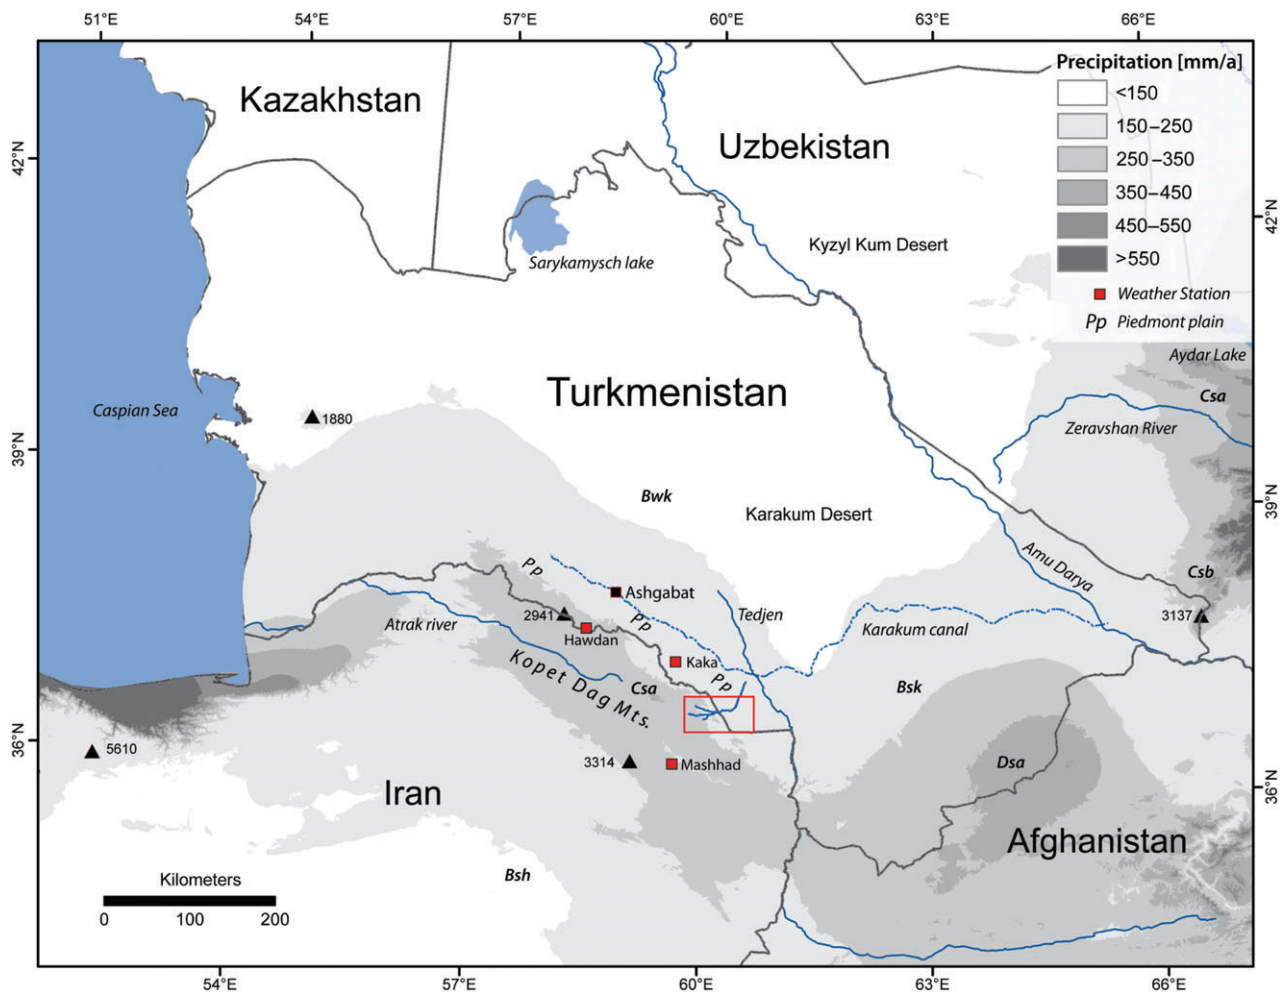 51°E 54°E 57°E 60°E 63°E 66°E
Precipitation [mm/a]
<150
150–250
250–350
350–450
450–550
>550
Weather Station
Pp Piedmont plain
Kazakhstan
Uzbekistan
42°N
42°N
Kyzyl Kum Desert
Sarykamysch lake
Aydar Lake
Turkmenistan
Csa
Caspian Sea
1880
Zeravshan River
39°N
39°N
Bwk
Karakum Desert
Amu Darya
Pp
Csb
Ashgabat
2941
Pp
Tedjen
3137
Atrak river
Hawdan
Karakum canal
Kaka
Kopet Dag Mts.
Csa
Pp
Bsk
36°N
36°N
5610
3314
Mashhad
Dsa
Iran
Afghanistan
Bsh
Kilometers
0 100 200
54°E 57°E 60°E 63°E 66°E